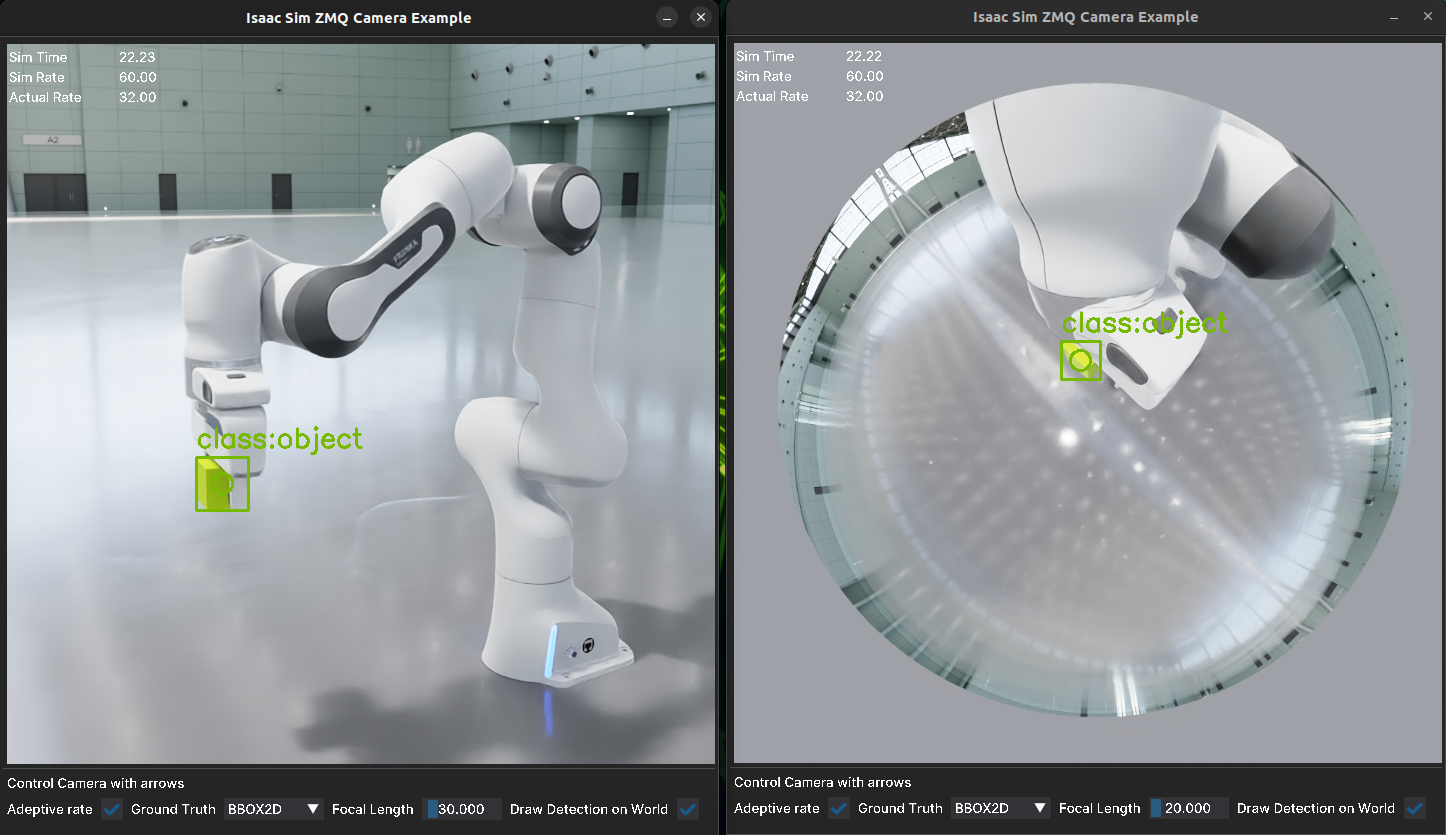 Isaac Sim ZMQ Camera Example
Sim Time 22.23
Sim Rate 60.00
Actual Rate 32.00
A2
FRANKA
class:object
Control Camera with arrows
Adeptive rate Ground Truth BBOX2D Focal Length 30.000 Draw Detection on World
Isaac Sim ZMQ Camera Example
Sim Time 22.22
Sim Rate 60.00
Actual Rate 32.00
class:object
Control Camera with arrows
Adeptive rate Ground Truth BBOX2D Focal Length 20.000 Draw Detection on World